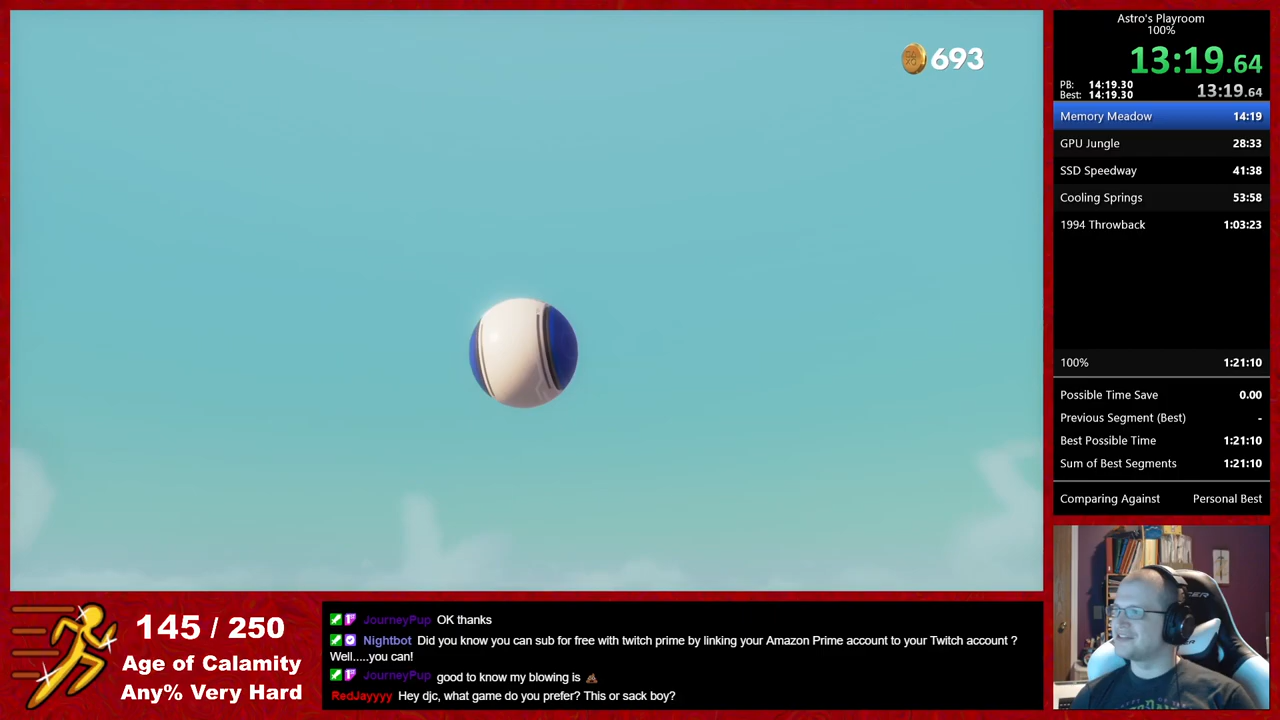 693
Astro's Playroom
100%
13:19.64
PB: 14:19.30
Best: 14:19.30
13:19.64
Memory Meadow 14:19
GPU Jungle 28:33
SSD Speedway 41:38
Cooling Springs 53:58
1994 Throwback 1:03:23
100% 1:21:10
Possible Time Save 0.00
Previous Segment (Best) -
Best Possible Time 1:21:10
Sum of Best Segments 1:21:10
Comparing Against Personal Best
145 / 250
Age of Calamity
Any% Very Hard
JourneyPup OK thanks
Nightbot Did you know you can sub for free with twitch prime by linking your Amazon Prime account to your Twitch account ?
Well.....you can!
JourneyPup good to know my blowing is 💩
RedJayyyy Hey djc, what game do you prefer? This or sack boy?